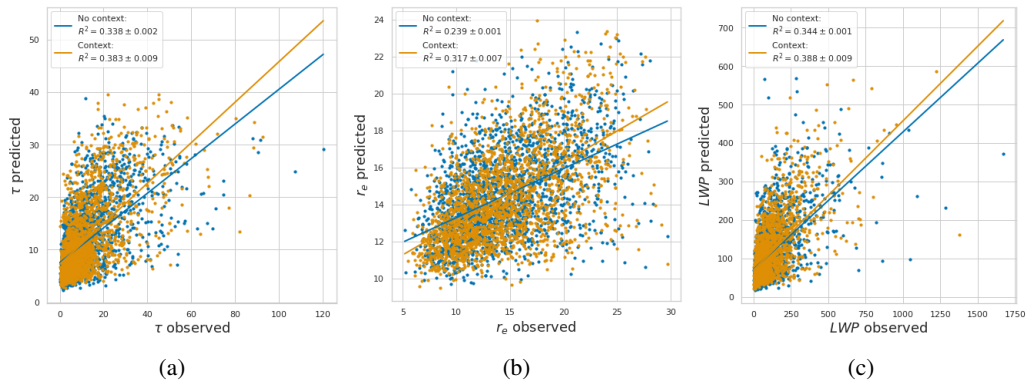 No context:
R² = 0.338 ± 0.002
Context:
R² = 0.383 ± 0.009
50
40
30
20
10
0
τ predicted
0 20 40 60 80 100 120
τ observed
(a)
No context:
R² = 0.239 ± 0.001
Context:
R² = 0.317 ± .007
24
22
20
18
16
14
12
10
rₑ predicted
5 10 15 20 25 30
rₑ observed
(b)
No context:
R² = 0.344 ± 0.001
Context:
R² = 0.388 ± 0.009
700
600
500
400
300
200
100
0
LWP predicted
0 250 500 750 1000 1250 1500 1750
LWP observed
(c)